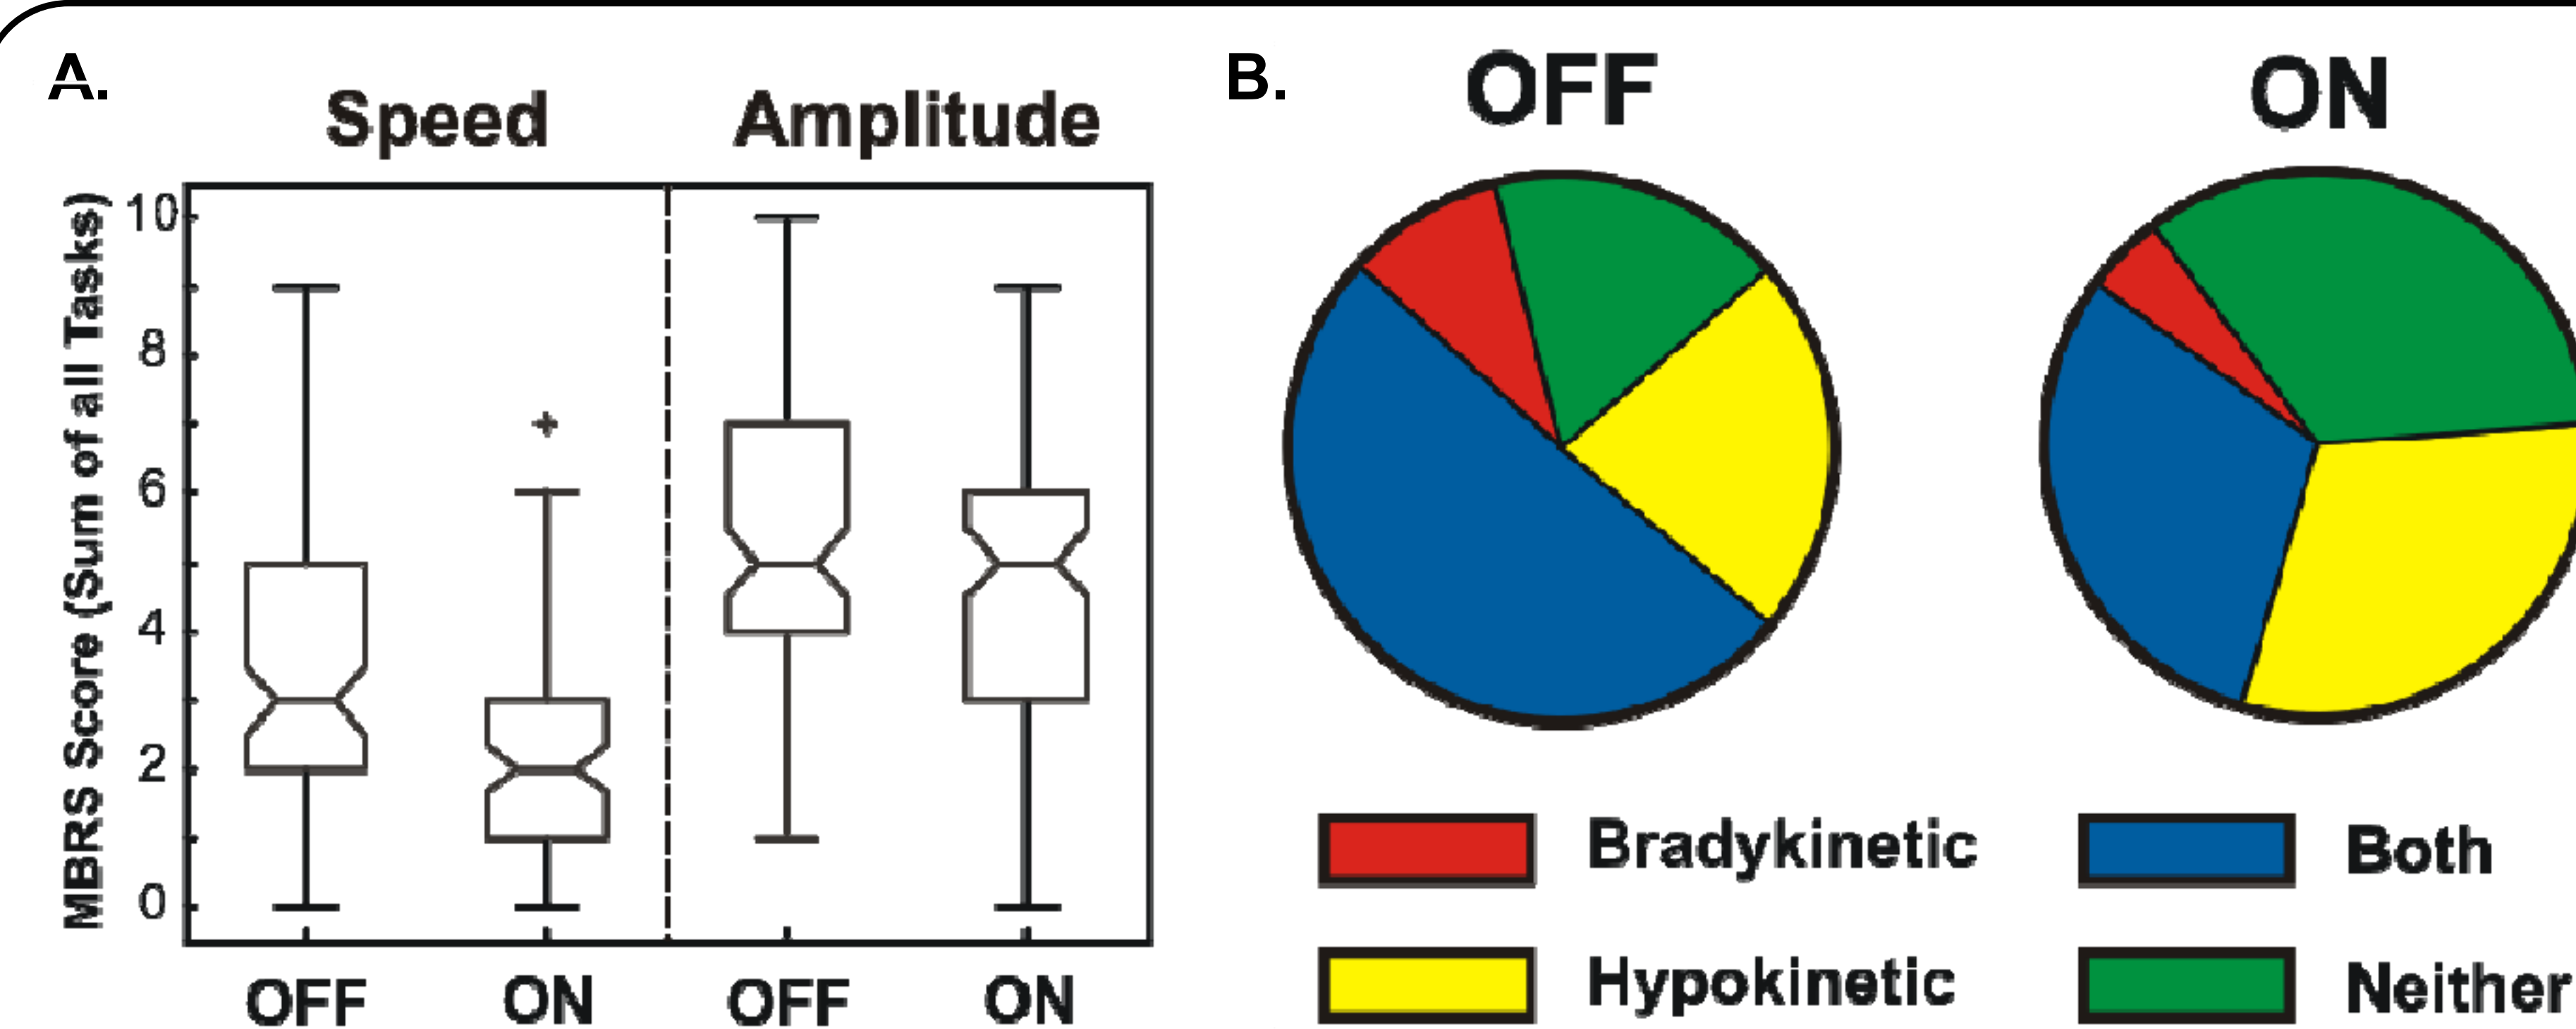 A.
Speed Amplitude
MBRS Score (Sum of all Tasks)
10
8
6
4
2
0
OFF ON OFF ON
B.
OFF ON
Bradykinetic Both
Hypokinetic Neither